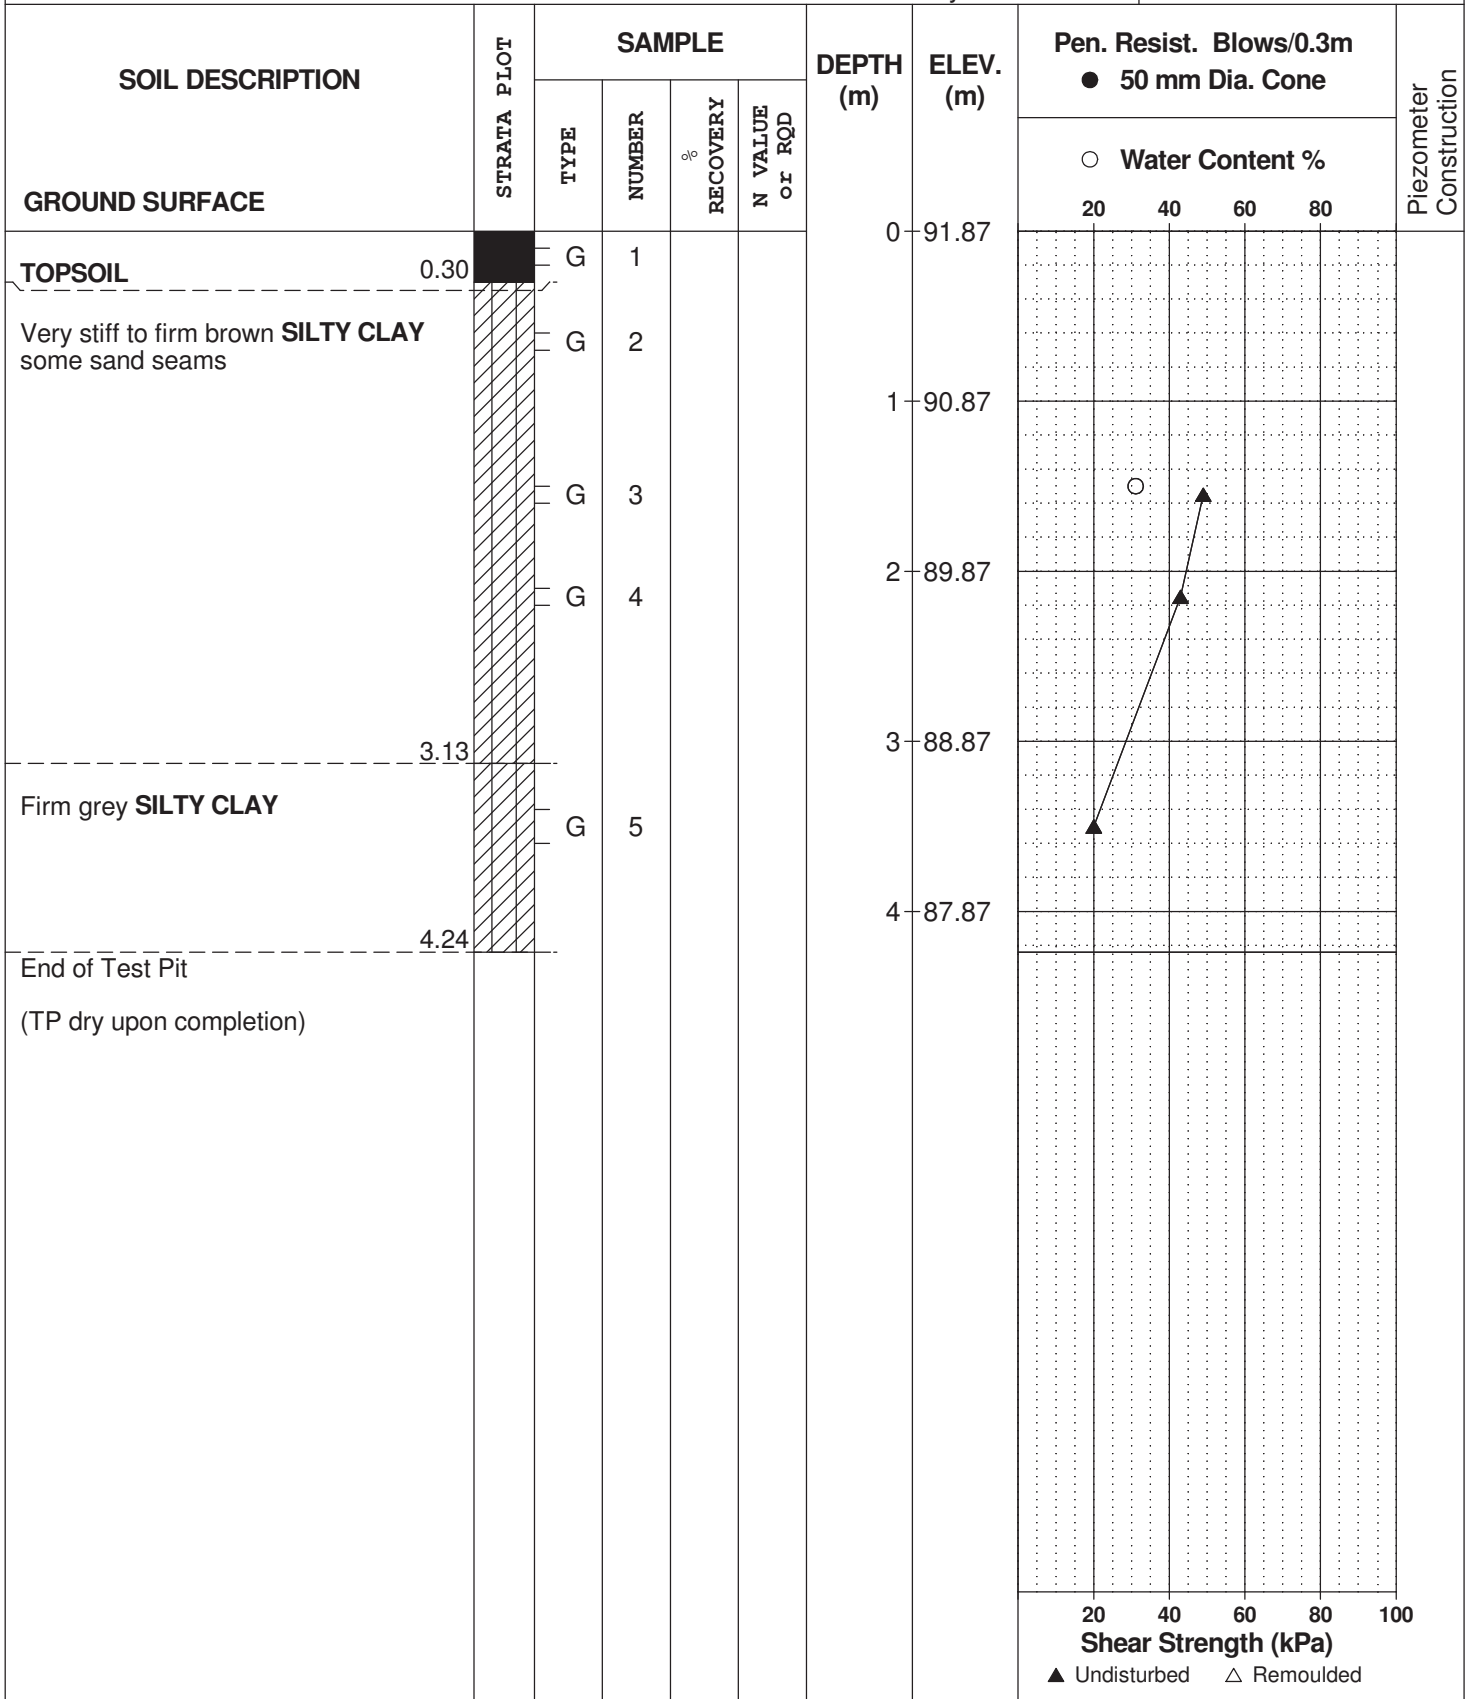 SOIL DESCRIPTION
GROUND SURFACE
STRATA PLOT
SAMPLE
TYPE
NUMBER
%
RECOVERY
N VALUE
or RQD
DEPTH
(m)
ELEV.
(m)
Pen. Resist. Blows/0.3m
● 50 mm Dia. Cone
○ Water Content %
20 40 60 80
Piezometer
Construction
0 91.87
TOPSOIL 0.30
G 1
Very stiff to firm brown SILTY CLAY
some sand seams
G 2
1 90.87
G 3
2 89.87
G 4
3 88.87
3.13
Firm grey SILTY CLAY
G 5
4 87.87
4.24
End of Test Pit
(TP dry upon completion)
20 40 60 80 100
Shear Strength (kPa)
▲ Undisturbed △ Remoulded